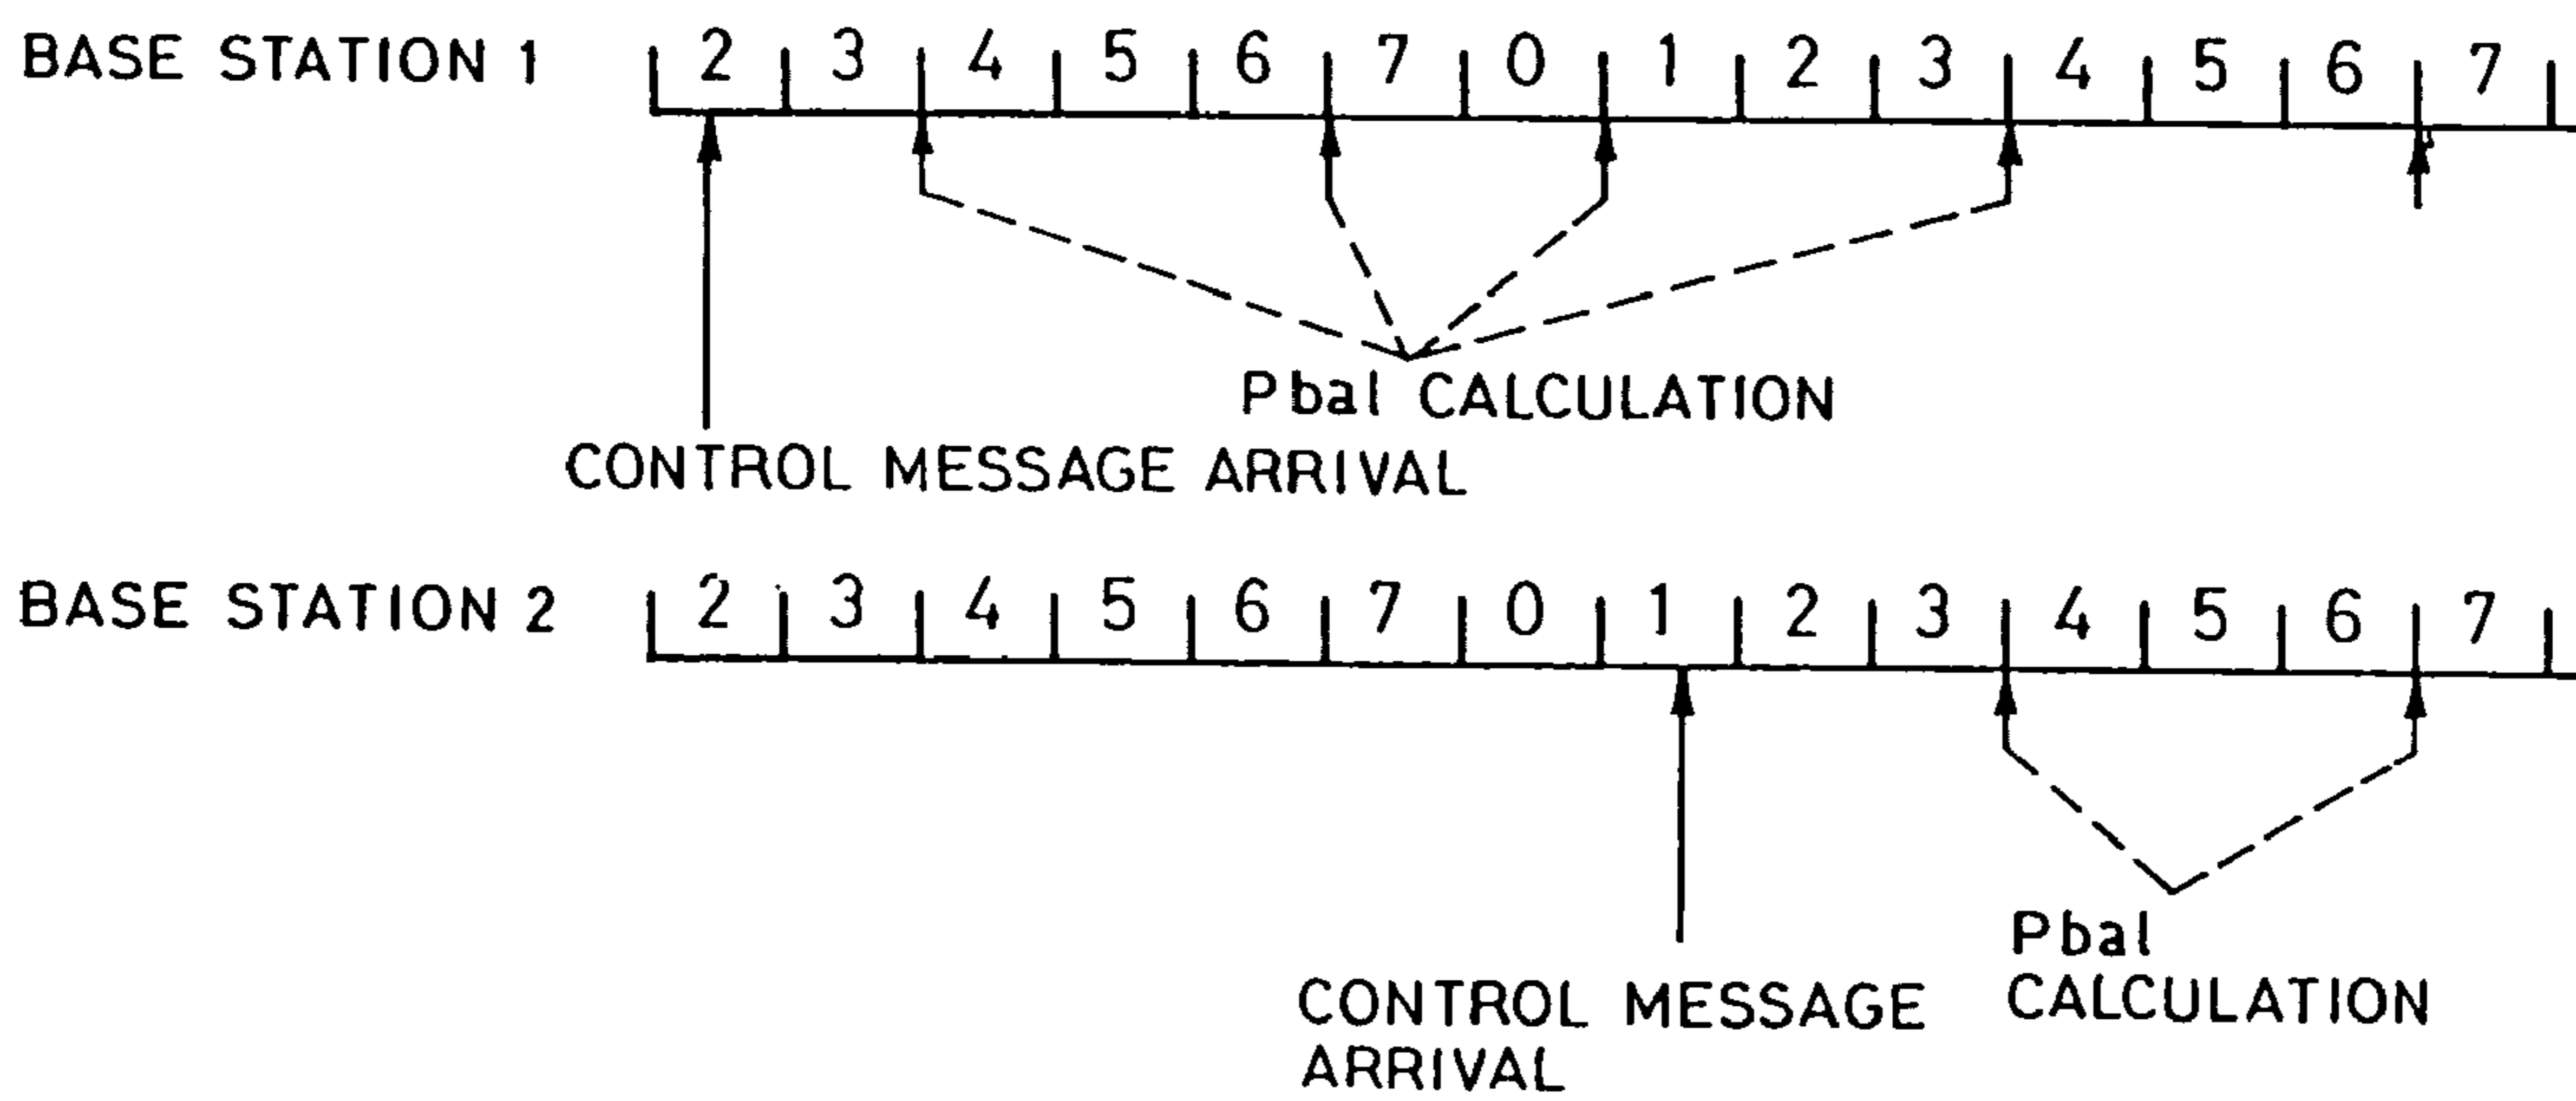 BASE STATION 1 2 3 4 5 6 7 0 1 2 3 4 5 6 7
Pbal CALCULATION
CONTROL MESSAGE ARRIVAL
BASE STATION 2 2 3 4 5 6 7 0 1 2 3 4 5 6 7
Pbal
CALCULATION
CONTROL MESSAGE
ARRIVAL